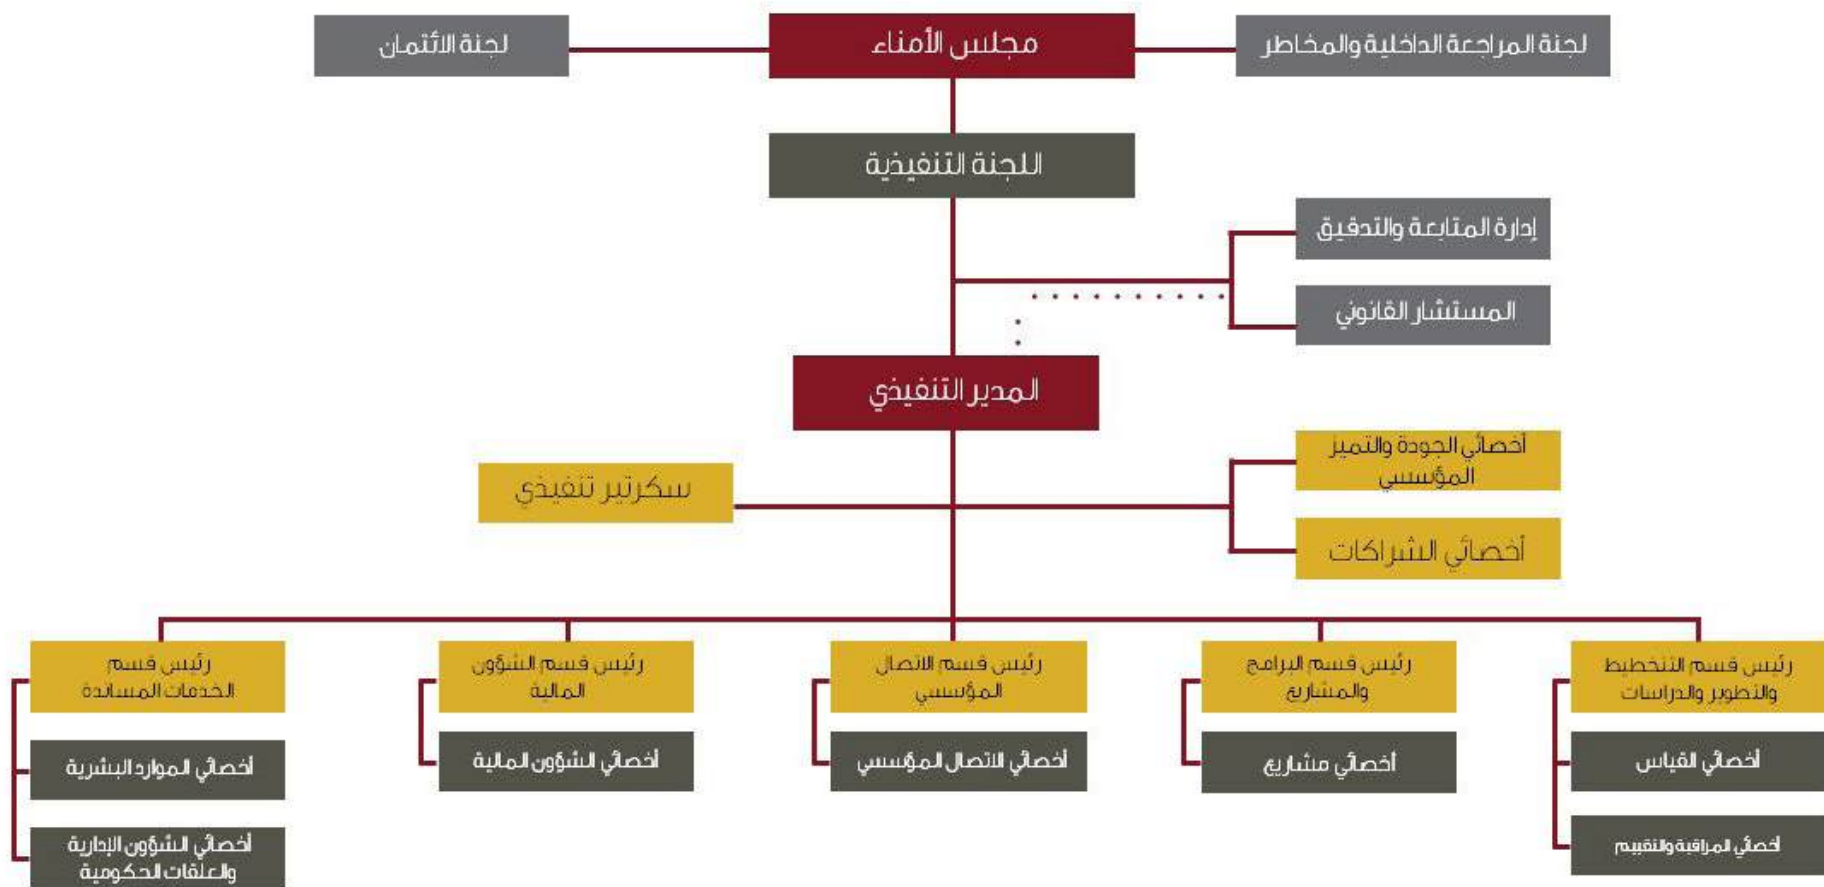 لجنة المراجعة الداخلية والمخاطر
مجلس الأمناء
لجنة الائتمان
اللجنة التنفيذية
إدارة المتابعة والتدقيق
المستشار القانوني
المدير التنفيذي
أخصائي الجودة والتميز
المؤسسي
سكرتير تنفيذي
أخصائي الشراكات
رئيس قسم التخطيط
والتطوير والدراسات
أخصائي القياس
أخصائي المراقبة والتقييم
رئيس قسم البرامج
والمشاريع
أخصائي مشاريع
رئيس قسم الاتصال
المؤسسي
أخصائي الاتصال المؤسسي
رئيس قسم الشؤون
المالية
أخصائي الشؤون المالية
رئيس قسم
الخدمات المساندة
أخصائي الموارد البشرية
أخصائي الشؤون الإدارية
والعلقات الحكومية